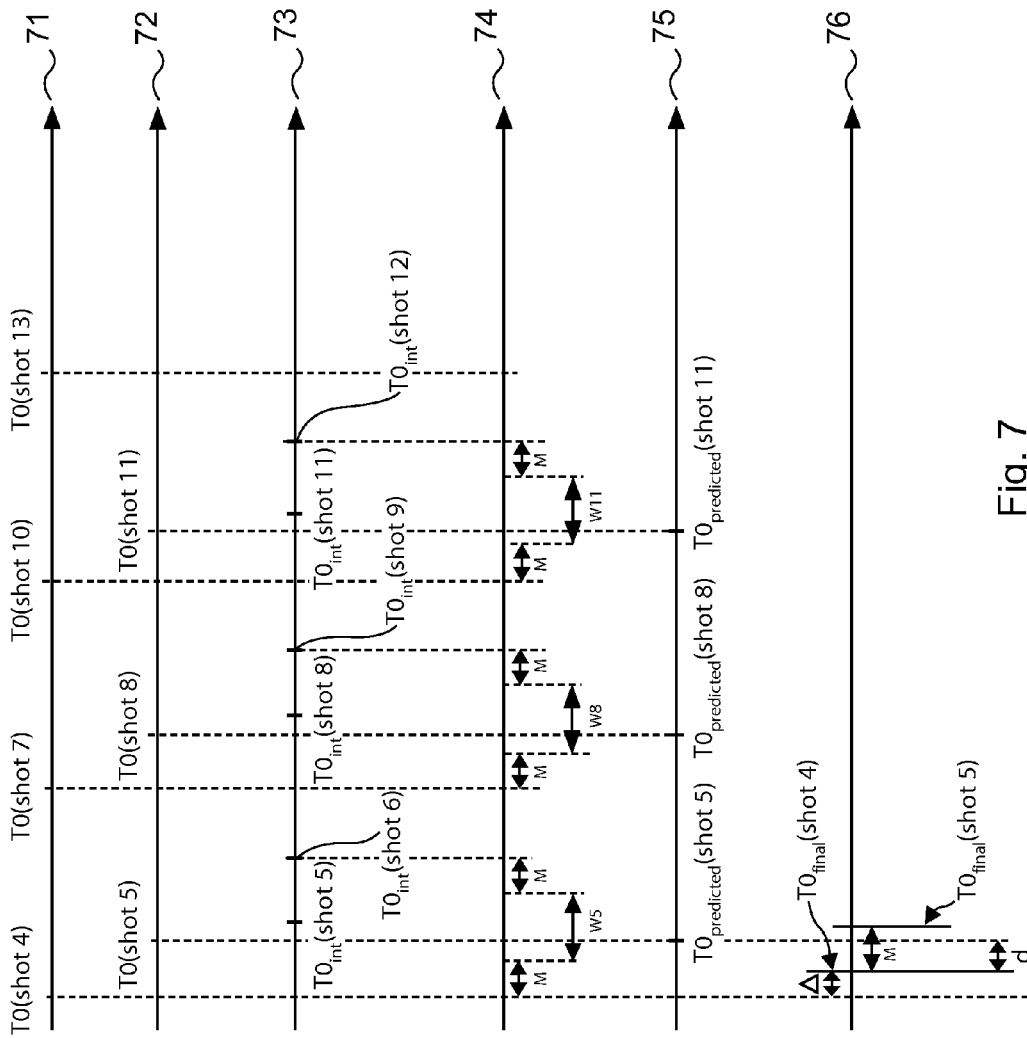 T0(shot 4)
T0(shot 7)
T0(shot 10)
T0(shot 13)
71
T0(shot 5)
T0(shot 8)
T0(shot 11)
72
73
T0int(shot 5)
T0int(shot 6)
T0int(shot 8)
T0int(shot 9)
T0int(shot 11)
T0int(shot 12)
74
M
W5
M
M
W8
M
M
W11
M
75
T0predicted(shot 5)
T0predicted(shot 8)
T0predicted(shot 11)
76
T0final(shot 4)
Δ
M
T0final(shot 5)
d
Fig. 7